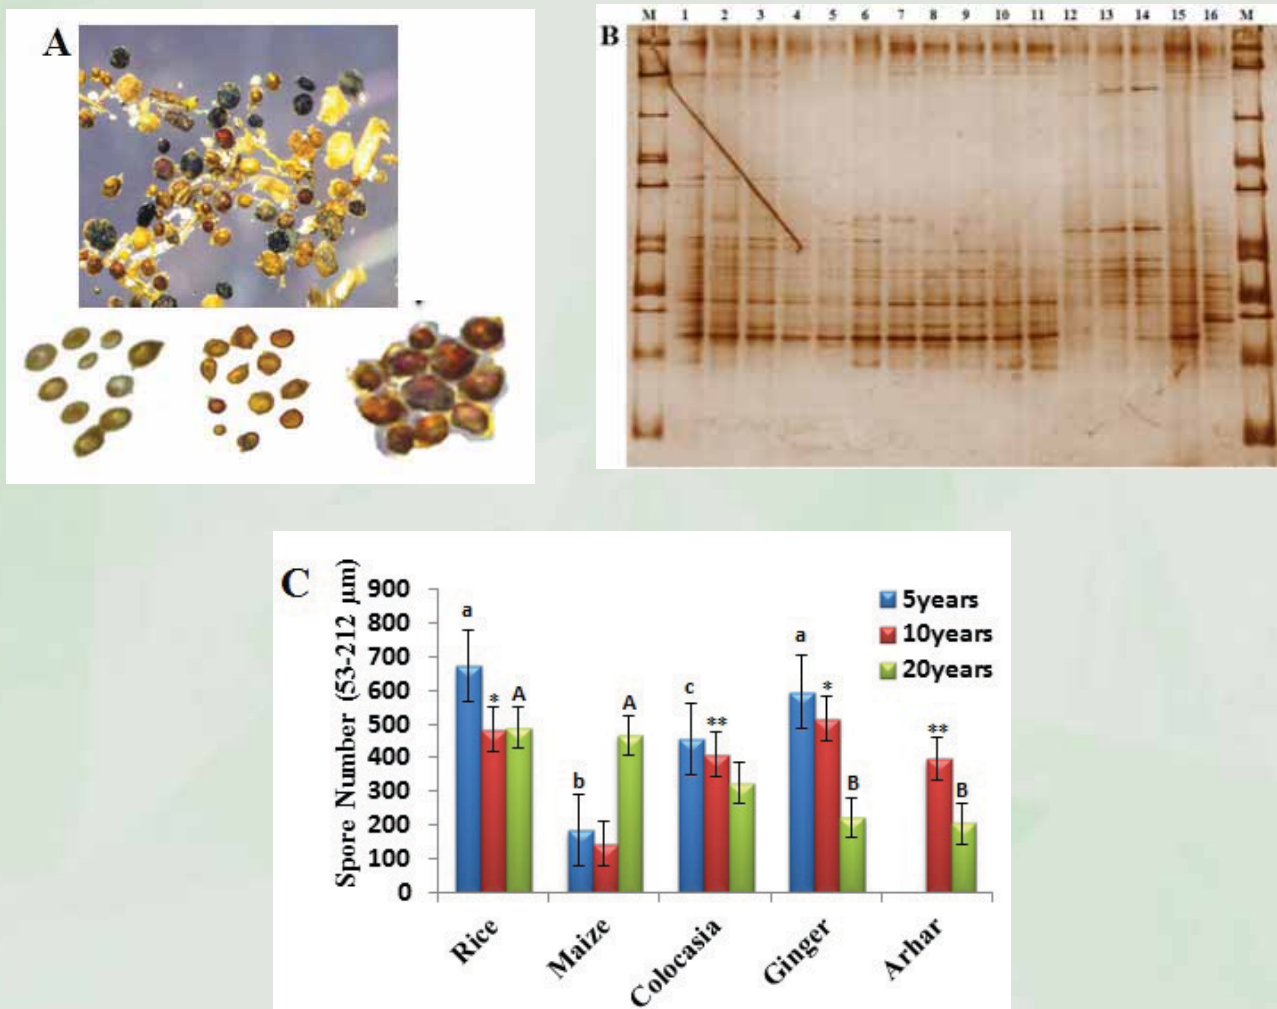 A
B
M 1 2 3 4 5 6 7 8 9 10 11 12 13 14 15 16 M
C
Spore Number (53-212 µm)
900
800
700
600
500
400
300
200
100
0
a
* A
b
A
c
**
a
*
B
**
B
5years
10years
20years
Rice
Maize
Colocasia
Ginger
Arhar